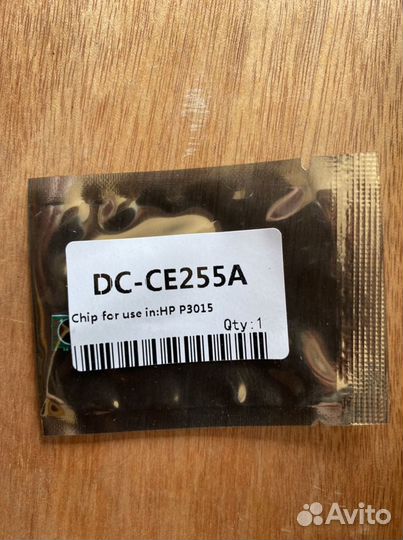 DC-CE255A
Chip for use in:HP P3015
Qty:1
Avito